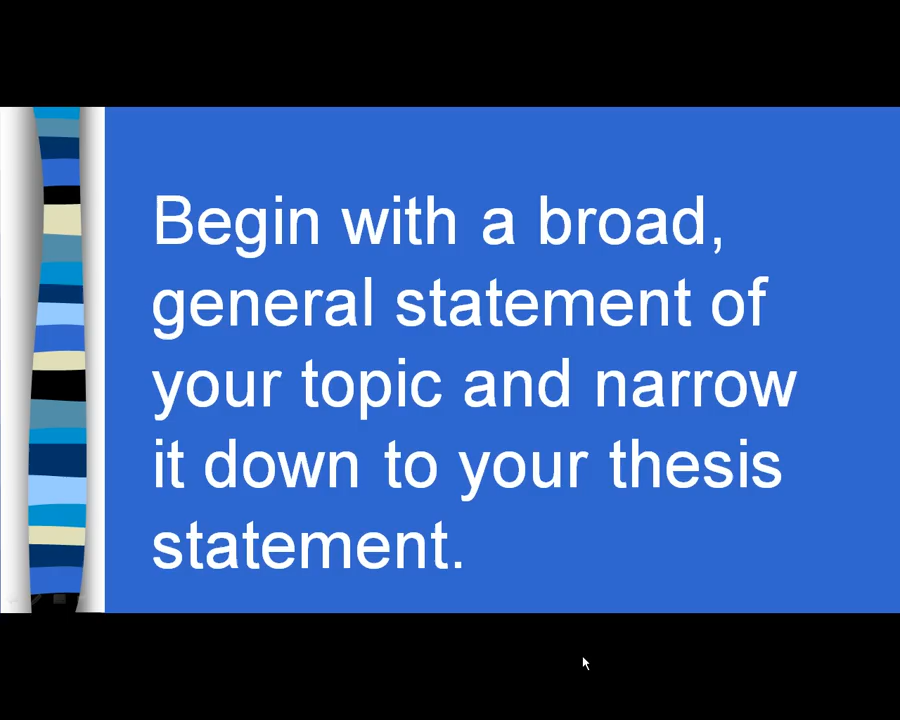 Begin with a broad,
general statement of
your topic and narrow
it down to your thesis
statement.